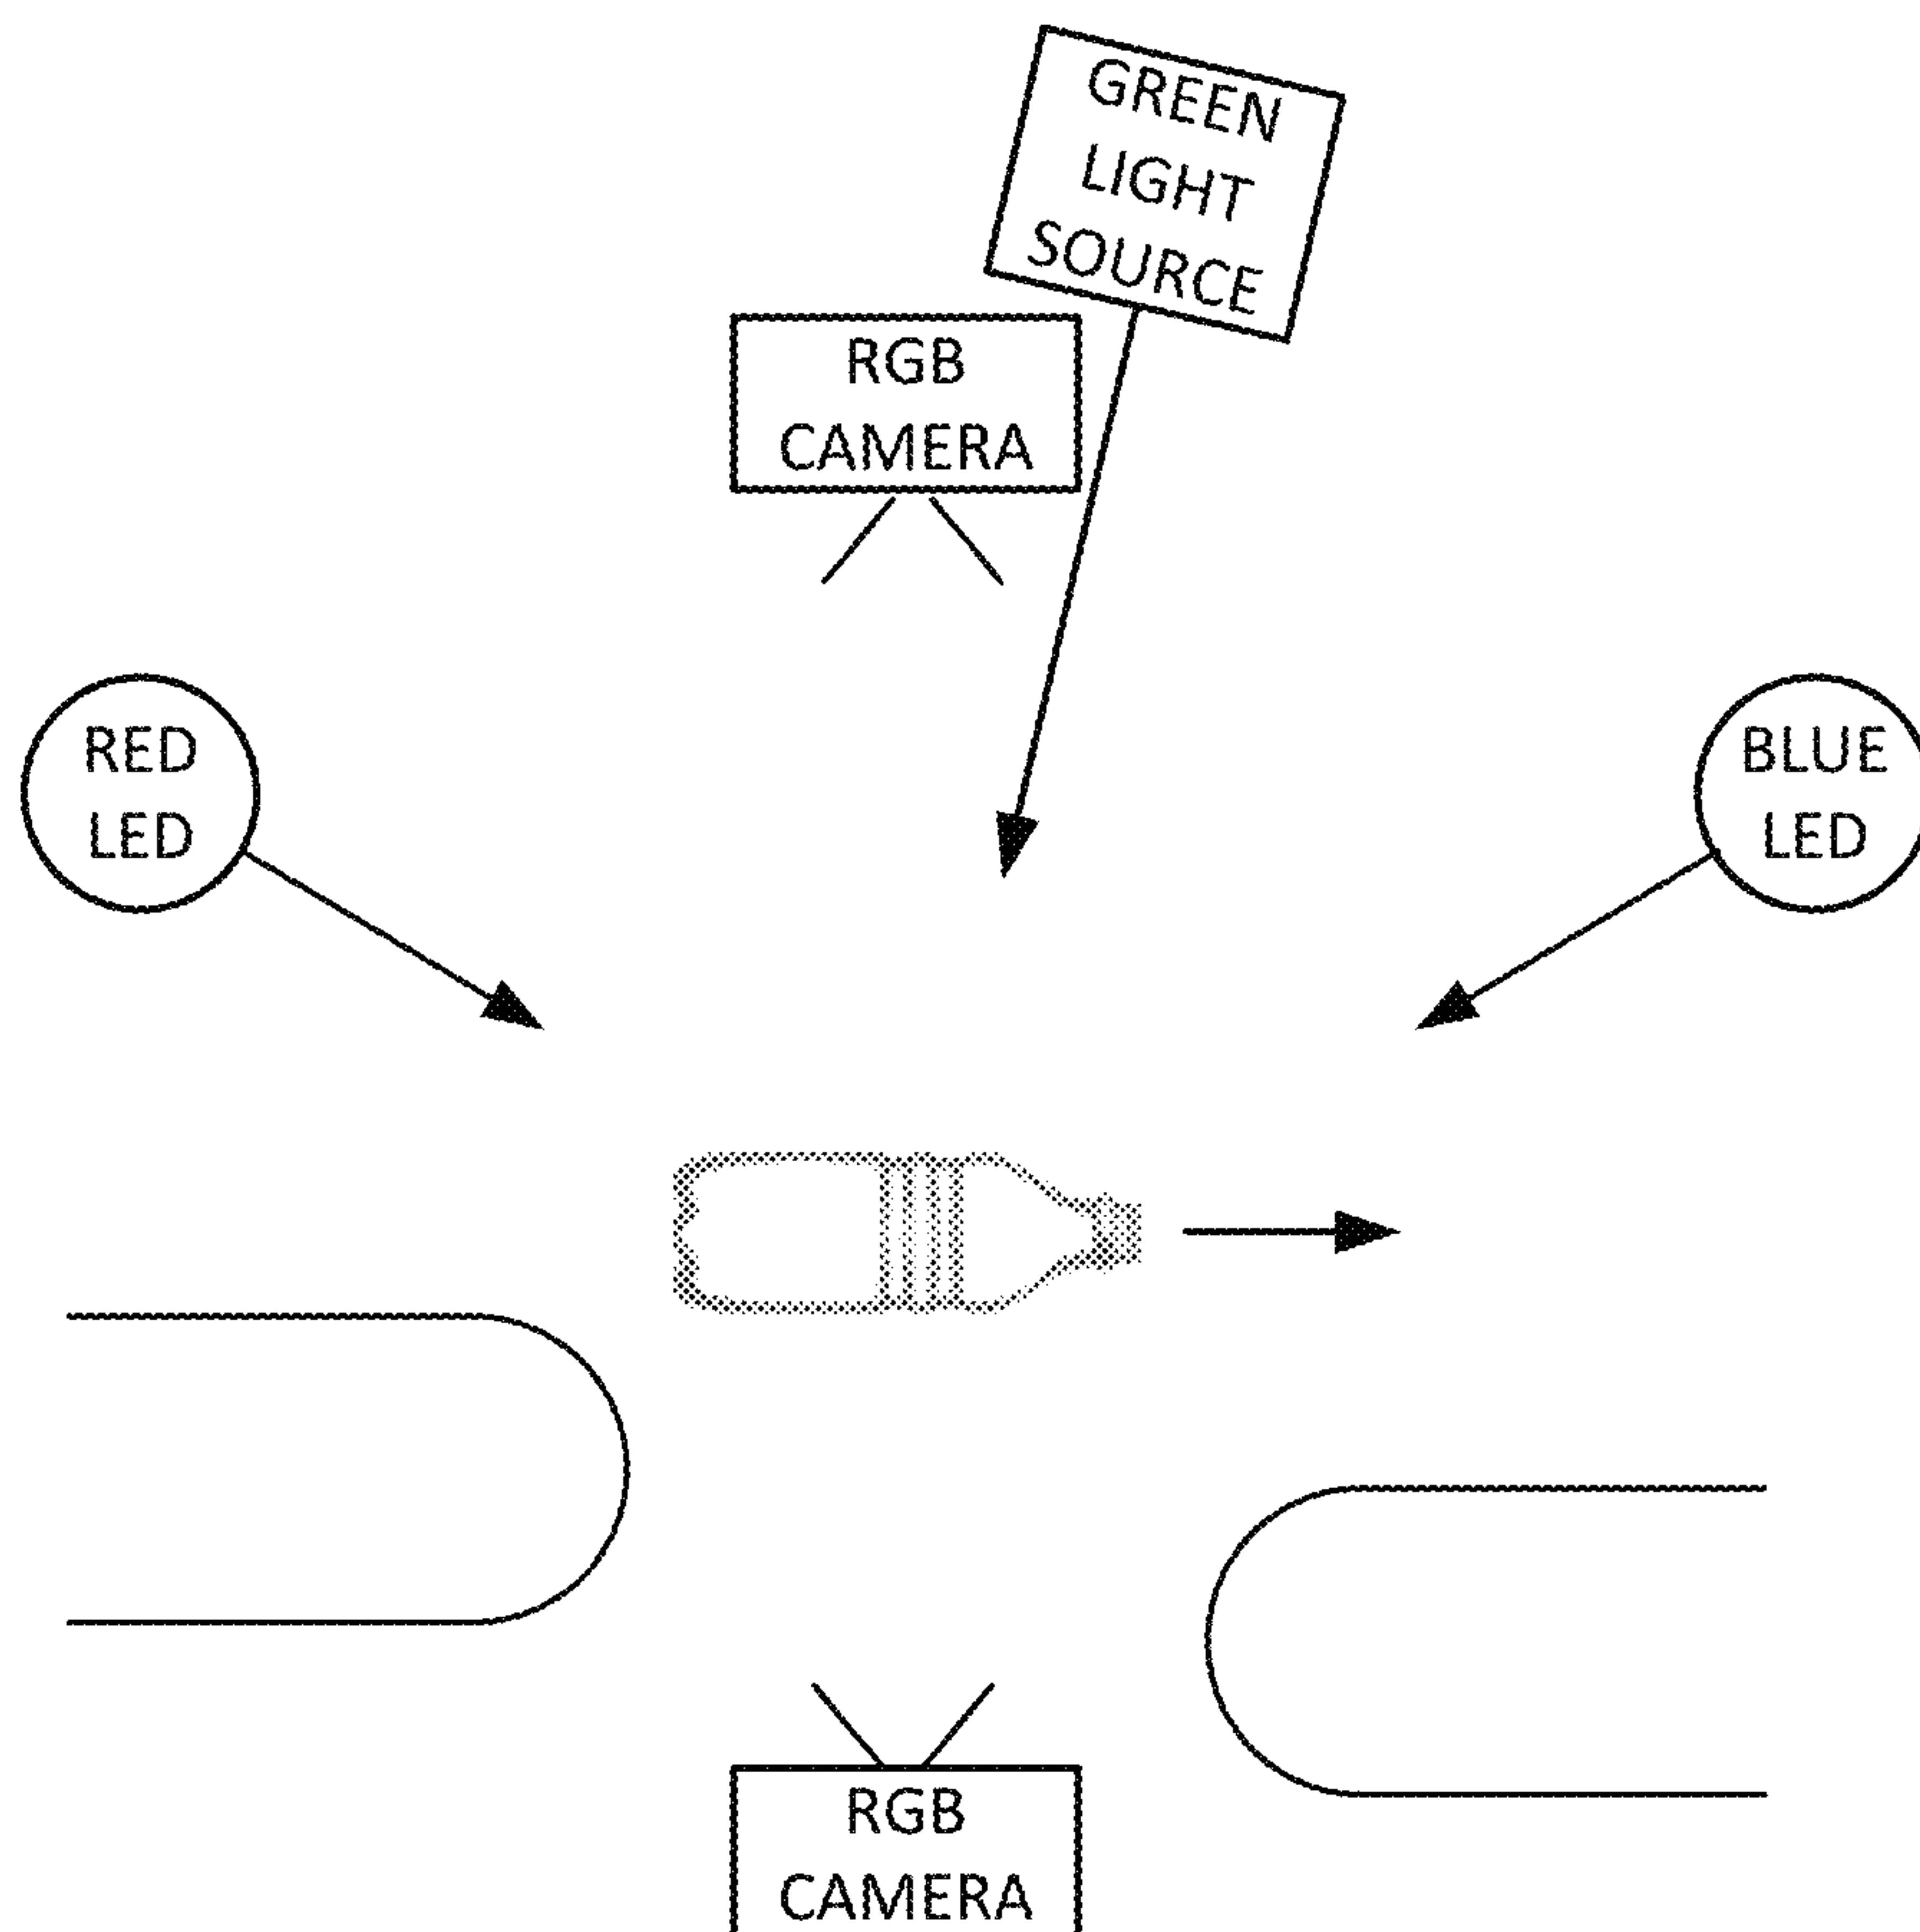 GREEN
LIGHT
SOURCE
RGB
CAMERA
RED
LED
BLUE
LED
RGB
CAMERA